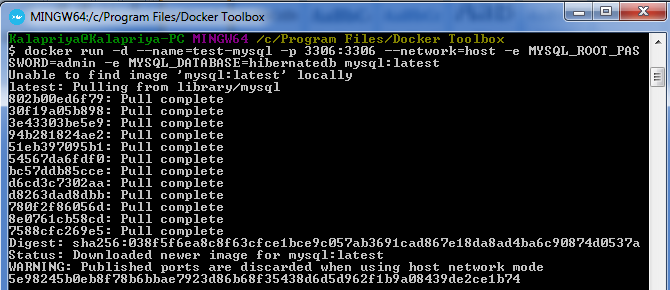 MINGW64:/c/Program Files/Docker Toolbox
Kalapriya@Kalapriya-PC MINGW64 /c/Program Files/Docker Toolbox
$ docker run -d --name=test-mysql -p 3306:3306 --network=host -e MYSQL_ROOT_PAS
SWORD=admin -e MYSQL_DATABASE=hibernatedb mysql:latest
Unable to find image 'mysql:latest' locally
latest: Pulling from library/mysql
802b00ed6f79: Pull complete
30f19a05b898: Pull complete
3e43303be5e9: Pull complete
94b281824ae2: Pull complete
51eb397095b1: Pull complete
54567da6fdf0: Pull complete
bc57ddb85cce: Pull complete
d6cd3c7302aa: Pull complete
d8263dad8dbb: Pull complete
780f2f86056d: Pull complete
8e0761cb58cd: Pull complete
7588cfc269e5: Pull complete
Digest: sha256:038f5f6ea8c8f63cfce1bce9c057ab3691cad867e18da8ad4ba6c90874d0537a
Status: Downloaded newer image for mysql:latest
WARNING: Published ports are discarded when using host network mode
5e98245b0eb8f78b6bbae7923d86b68f35438d6d5d962f1b9a08439de2ce1b74